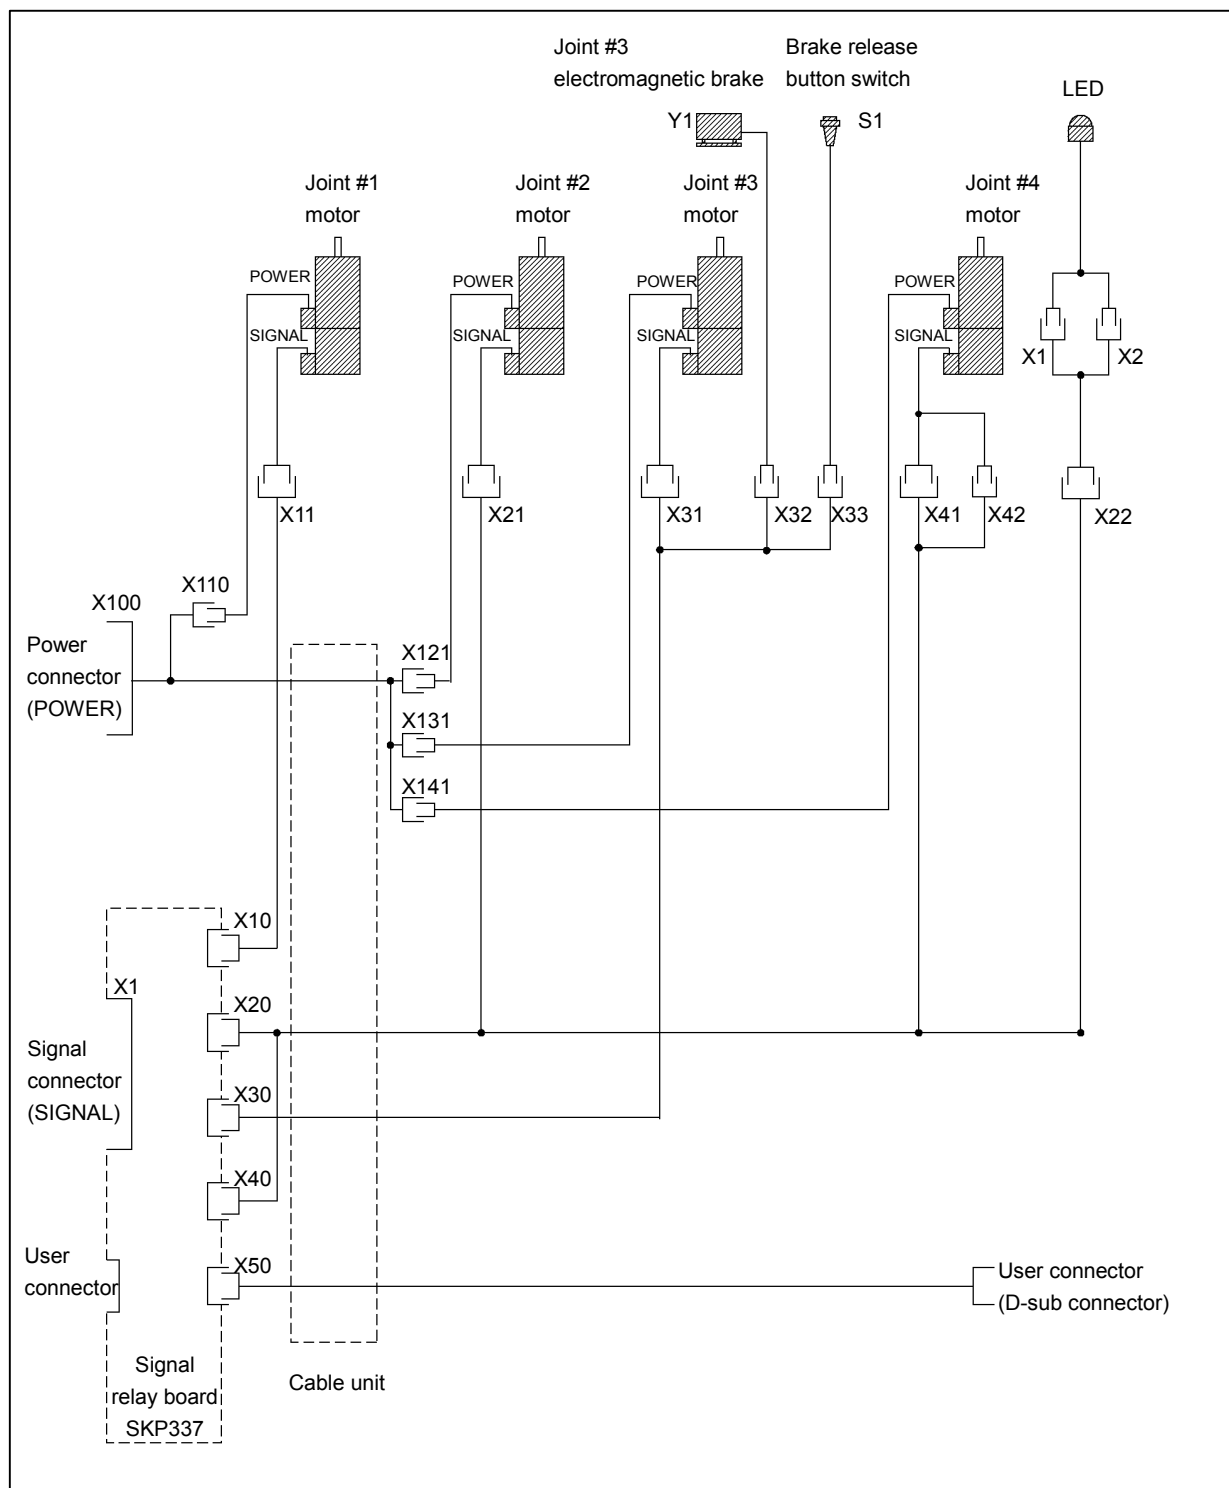 Joint #3
electromagnetic brake
Brake release
button switch
LED
Y1
S1
Joint #1
motor
Joint #2
motor
Joint #3
motor
Joint #4
motor
POWER
POWER
POWER
POWER
SIGNAL
SIGNAL
SIGNAL
SIGNAL
X1
X2
X11
X21
X31
X32
X33
X41
X42
X22
X110
X100
Power
connector
(POWER)
X121
X131
X141
X10
X1
X20
Signal
connector
(SIGNAL)
X30
X40
User
connector
X50
User connector
(D-sub connector)
Signal
relay board
SKP337
Cable unit